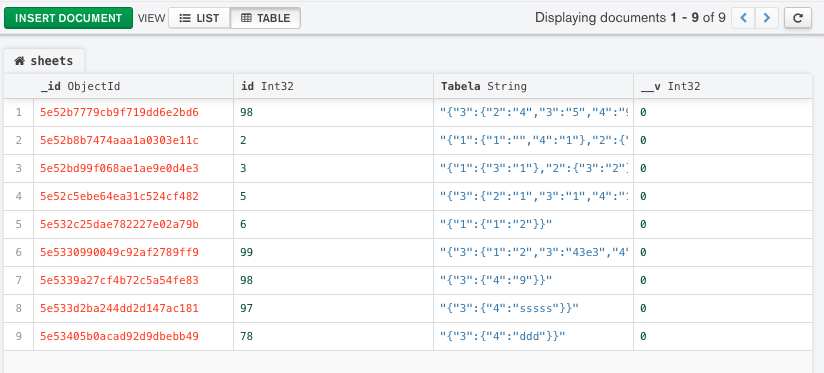 INSERT DOCUMENT VIEW LIST TABLE Displaying documents 1 - 9 of 9
sheets
_id ObjectId id Int32 Tabela String __v Int32
1 5e52b7779cb9f719dd6e2bd6 98 "{"3":{"2":"4","3":"5","4":"9 0
2 5e52b8b7474aaa1a0303e11c 2 "{"1":{"1":"","4":"1"},"2":{" 0
3 5e52bd99f068ae1ae9e0d4e3 3 "{"1":{"3":"1"},"2":{"3":"2"} 0
4 5e52c5ebe64ea31c524cf482 5 "{"3":{"2":"1","3":"1","4":"1 0
5 5e532c25dae782227e02a79b 6 "{"1":{"1":"2"}}" 0
6 5e5330990049c92af2789ff9 99 "{"3":{"1":"2","3":"43e3","4" 0
7 5e5339a27cf4b72c5a54fe83 98 "{"3":{"4":"9"}}" 0
8 5e533d2ba244dd2d147ac181 97 "{"3":{"4":"sssss"}}" 0
9 5e53405b0acad92d9dbebb49 78 "{"3":{"4":"ddd"}}" 0